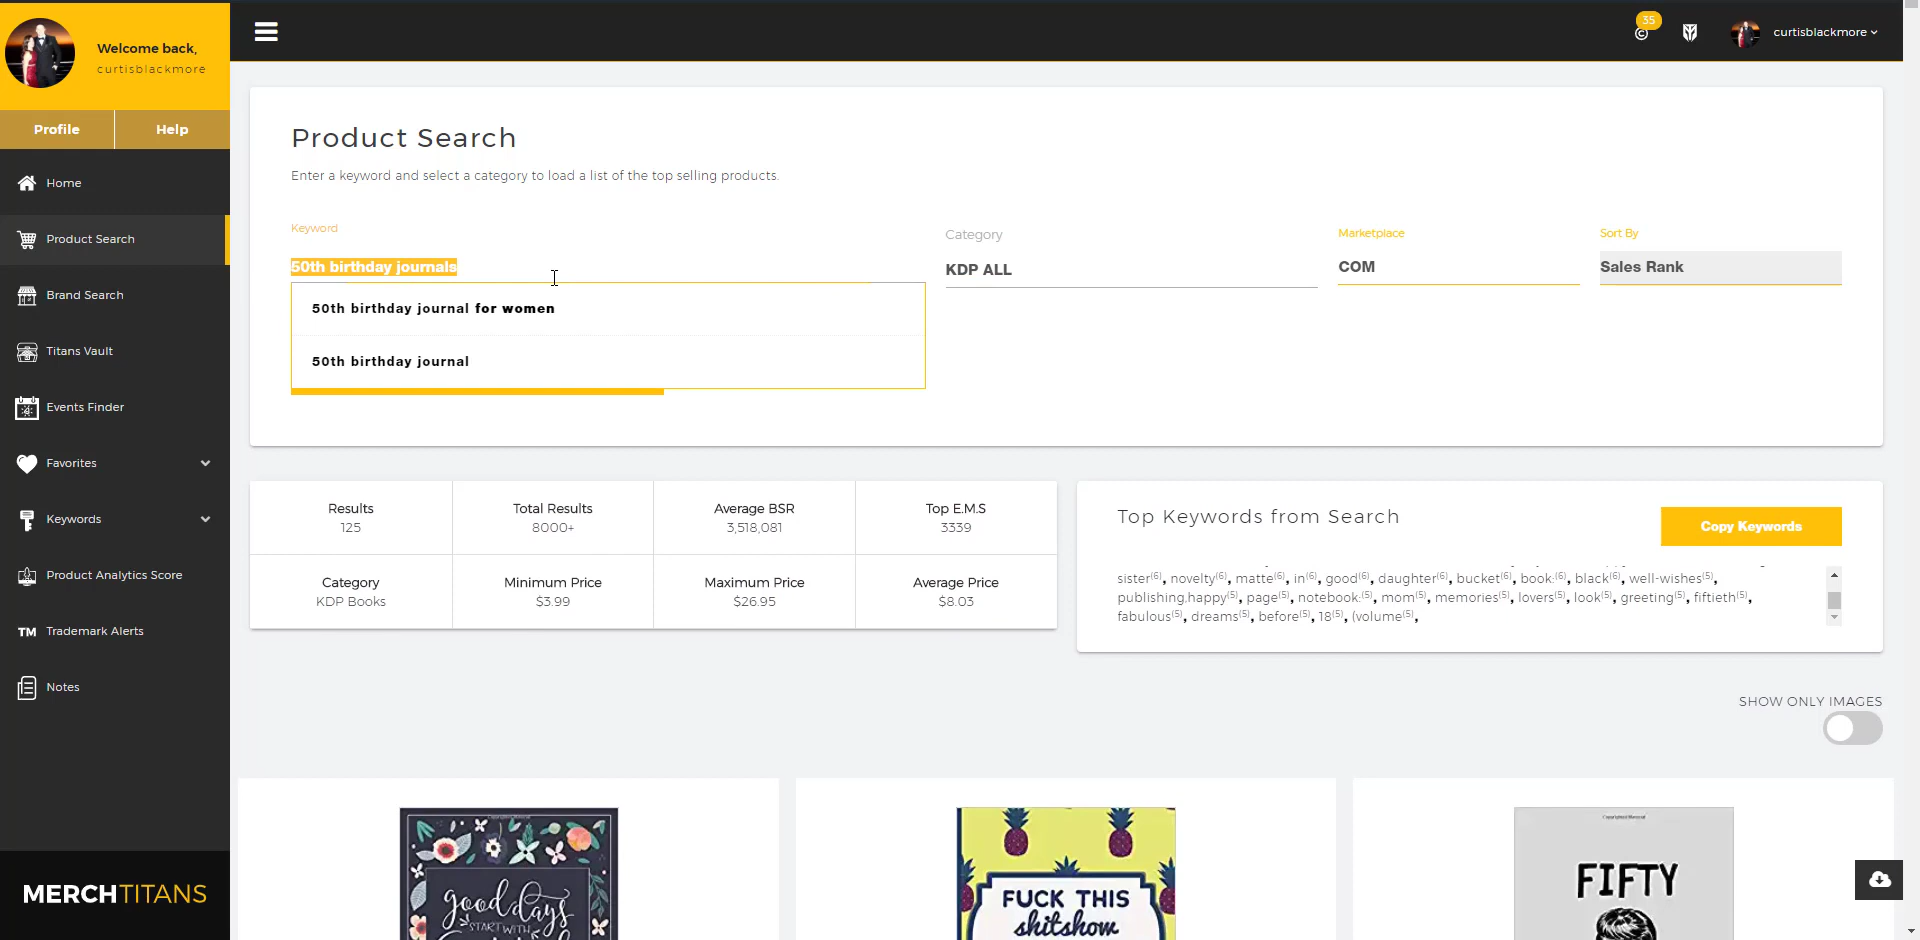 Welcome back,
curtisblackmore
Profile
Help
Home
Product Search
Brand Search
Titans Vault
Events Finder
Favorites
Keywords
Product Analytics Score
TM Trademark Alerts
Notes
MERCHTITANS
35
curtisblackmore
Product Search
Enter a keyword and select a category to load a list of the top selling products.
Keyword
50th birthday journals
50th birthday journal for women
50th birthday journal
Category
KDP ALL
Marketplace
COM
Sort By
Sales Rank
Results
125
Total Results
8000+
Average BSR
3,518,081
Top E.M.S
3339
Category
KDP Books
Minimum Price
$3.99
Maximum Price
$26.95
Average Price
$8.03
Top Keywords from Search
Copy Keywords
sister(6), novelty(6), matte(6), in(6), good(6), daughter(6), bucket(6), book:(6), black(6), well-wishes(5),
publishing.happy(5), page(5), notebook:(5), mom(5), memories(5), lovers(5), look(5), greeting(5), fiftieth(5),
fabulous(5), dreams(5), before(5), 18(5), (volume(5),
SHOW ONLY IMAGES
good days
START WITH
FUCK THIS
shitshow
FIFTY